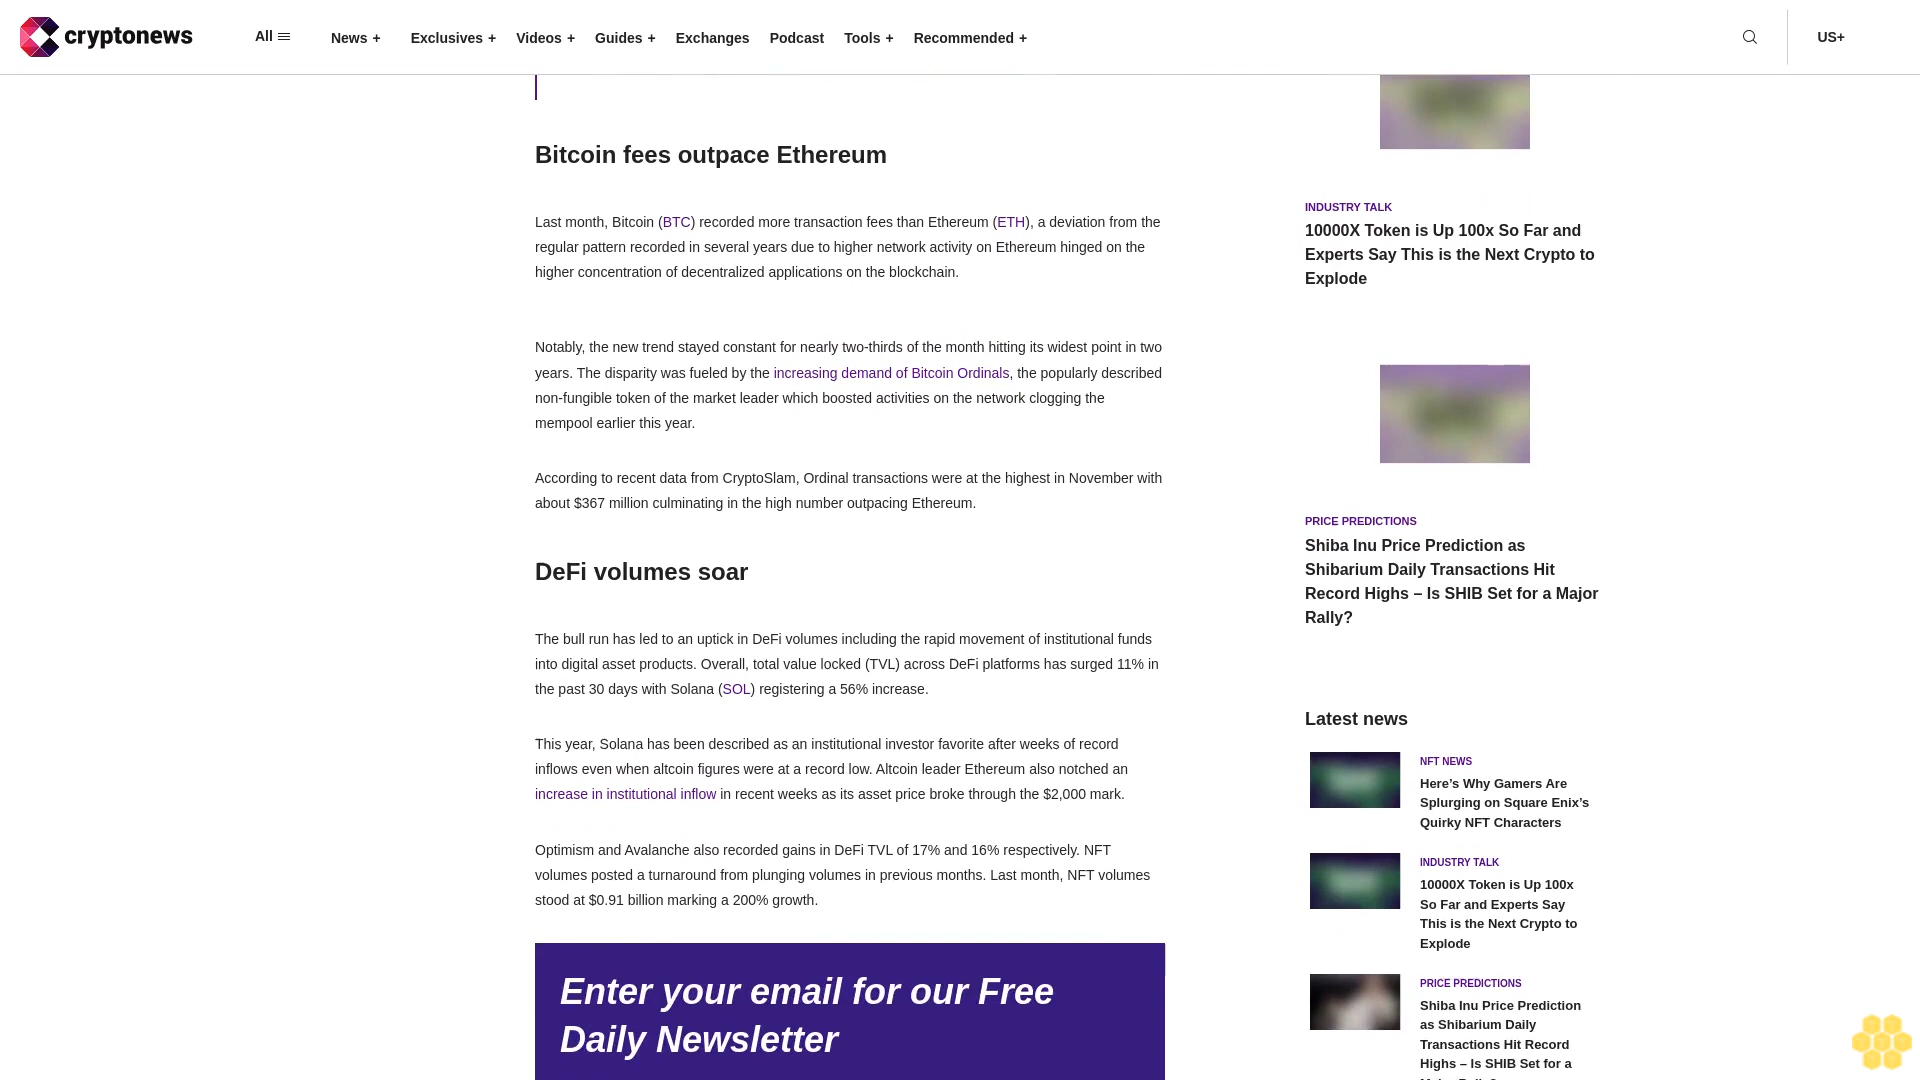 cryptonews
All
News +
Exclusives +
Videos +
Guides +
Exchanges
Podcast
Tools +
Recommended +
US+
Bitcoin fees outpace Ethereum
Last month, Bitcoin (BTC) recorded more transaction fees than Ethereum (ETH), a deviation from the
regular pattern recorded in several years due to higher network activity on Ethereum hinged on the
higher concentration of decentralized applications on the blockchain.
Notably, the new trend stayed constant for nearly two-thirds of the month hitting its widest point in two
years. The disparity was fueled by the increasing demand of Bitcoin Ordinals, the popularly described
non-fungible token of the market leader which boosted activities on the network clogging the
mempool earlier this year.
According to recent data from CryptoSlam, Ordinal transactions were at the highest in November with
about $367 million culminating in the high number outpacing Ethereum.
DeFi volumes soar
The bull run has led to an uptick in DeFi volumes including the rapid movement of institutional funds
into digital asset products. Overall, total value locked (TVL) across DeFi platforms has surged 11% in
the past 30 days with Solana (SOL) registering a 56% increase.
This year, Solana has been described as an institutional investor favorite after weeks of record
inflows even when altcoin figures were at a record low. Altcoin leader Ethereum also notched an
increase in institutional inflow in recent weeks as its asset price broke through the $2,000 mark.
Optimism and Avalanche also recorded gains in DeFi TVL of 17% and 16% respectively. NFT
volumes posted a turnaround from plunging volumes in previous months. Last month, NFT volumes
stood at $0.91 billion marking a 200% growth.
Enter your email for our Free
Daily Newsletter
INDUSTRY TALK
10000X Token is Up 100x So Far and
Experts Say This is the Next Crypto to
Explode
PRICE PREDICTIONS
Shiba Inu Price Prediction as
Shibarium Daily Transactions Hit
Record Highs – Is SHIB Set for a Major
Rally?
Latest news
NFT NEWS
Here’s Why Gamers Are
Splurging on Square Enix’s
Quirky NFT Characters
INDUSTRY TALK
10000X Token is Up 100x
So Far and Experts Say
This is the Next Crypto to
Explode
PRICE PREDICTIONS
Shiba Inu Price Prediction
as Shibarium Daily
Transactions Hit Record
Highs – Is SHIB Set for a